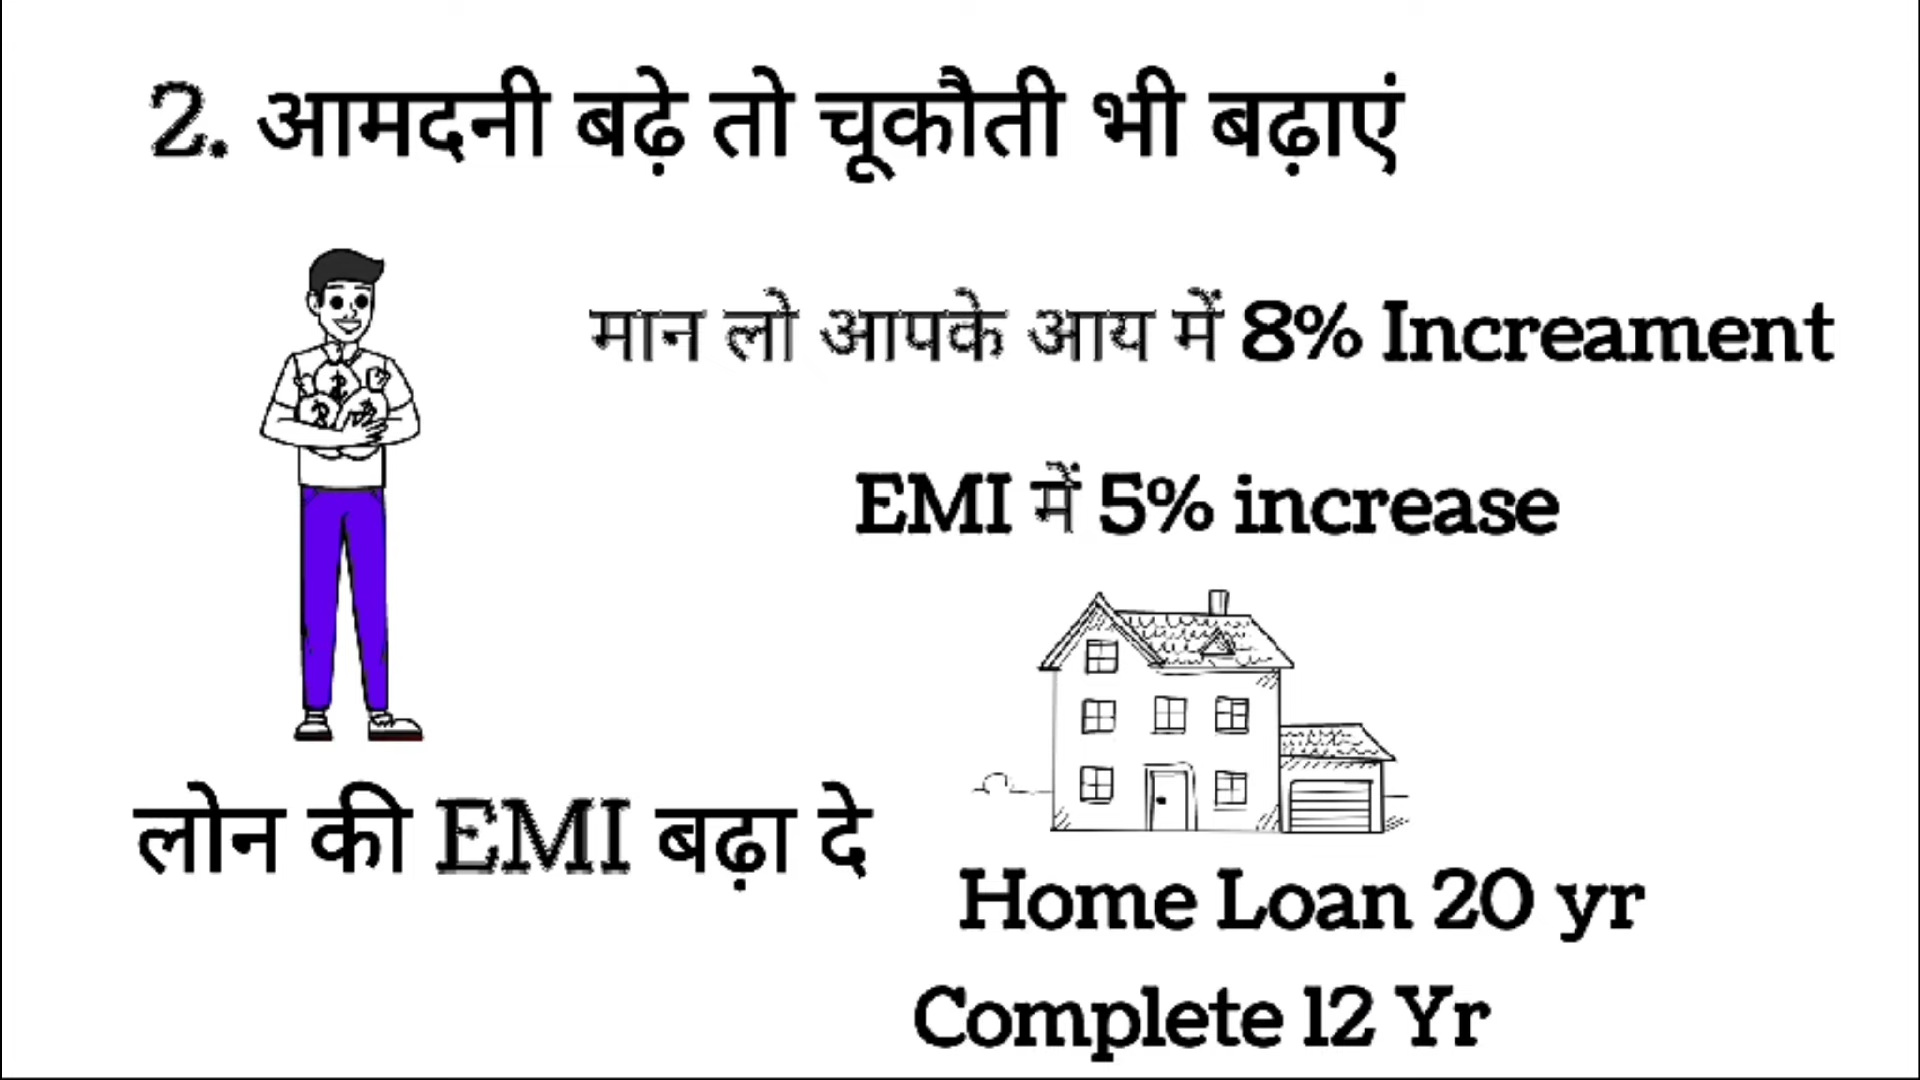 2. आमदनी बढ़े तो चूकौती भी बढ़ाएं
मान लो आपके आय में 8% Increament
EMI में 5% increase
लोन की EMI बढ़ा दे
Home Loan 20 yr
Complete 12 Yr